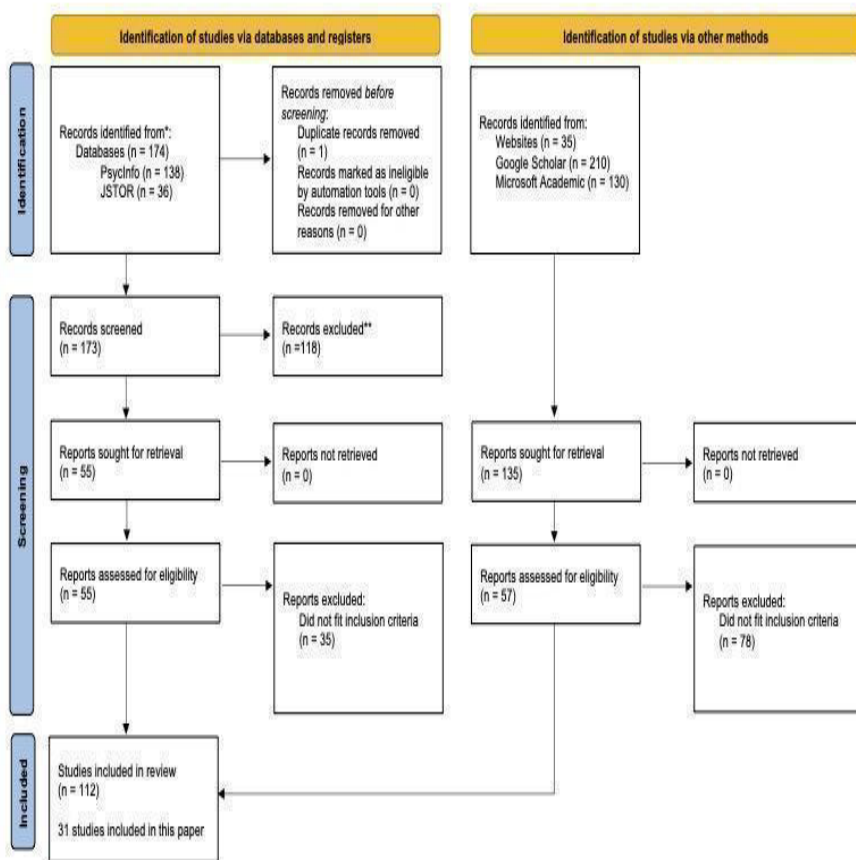 Identification of studies via databases and registers
Identification of studies via other methods
Identification
Records identified from*:
Databases (n = 174)
PsycInfo (n = 138)
JSTOR (n = 36)
Records removed before
screening:
Duplicate records removed
(n = 1)
Records marked as ineligible
by automation tools (n = 0)
Records removed for other
reasons (n = 0)
Records identified from:
Websites (n = 35)
Google Scholar (n = 210)
Microsoft Academic (n = 130)
Screening
Records screened
(n = 173)
Records excluded**
(n =118)
Reports sought for retrieval
(n = 55)
Reports not retrieved
(n = 0)
Reports sought for retrieval
(n = 135)
Reports not retrieved
(n = 0)
Reports assessed for eligibility
(n = 55)
Reports excluded:
Did not fit inclusion criteria
(n = 35)
Reports assessed for eligibility
(n = 57)
Reports excluded:
Did not fit inclusion criteria
(n = 78)
Included
Studies included in review
(n = 112)
31 studies included in this paper